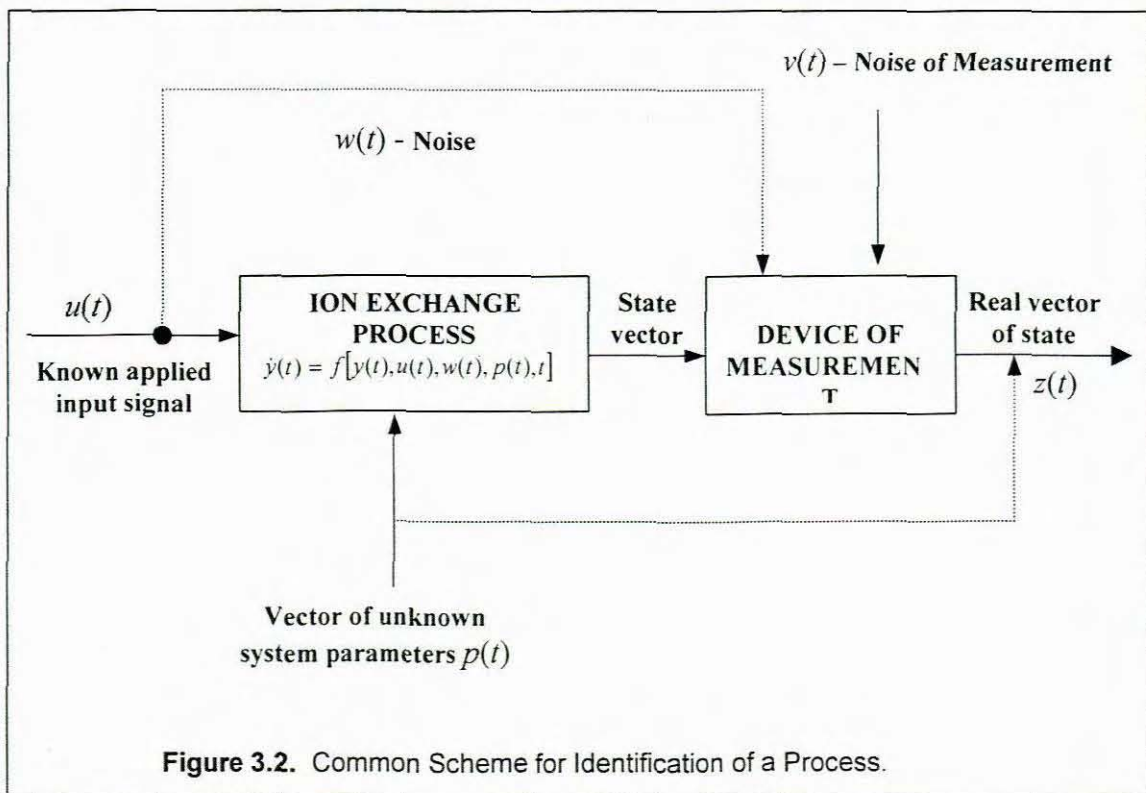 v(t) – Noise of Measurement
w(t) - Noise
u(t)
Known applied
input signal
ION EXCHANGE
PROCESS
ẏ(t) = f[y(t), u(t), w(t), p(t), t]
State
vector
DEVICE OF
MEASUREMEN
T
Real vector
of state
z(t)
Vector of unknown
system parameters p(t)
Figure 3.2. Common Scheme for Identification of a Process.